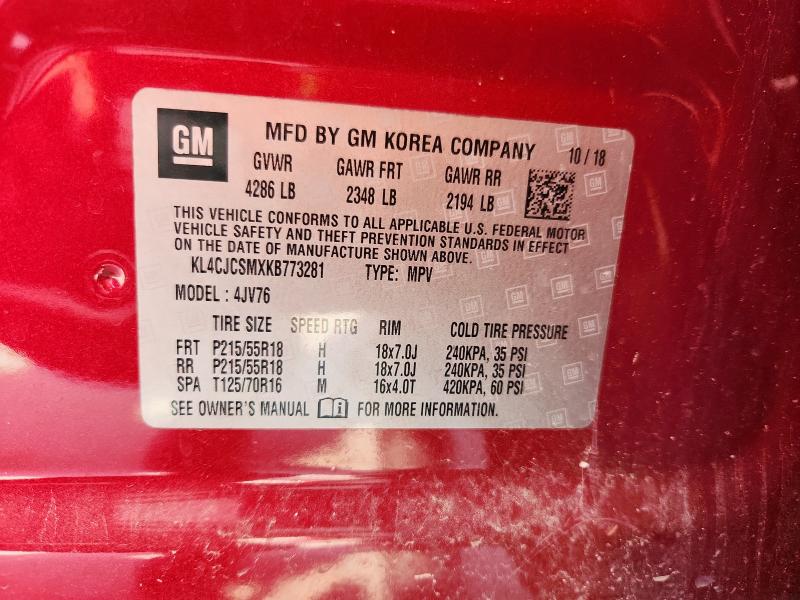 GM
MFD BY GM KOREA COMPANY 10 / 18
GVWR GAWR FRT GAWR RR
4286 LB 2348 LB 2194 LB
THIS VEHICLE CONFORMS TO ALL APPLICABLE U.S. FEDERAL MOTOR
VEHICLE SAFETY AND THEFT PREVENTION STANDARDS IN EFFECT
ON THE DATE OF MANUFACTURE SHOWN ABOVE.
KL4CJCSMXKB773281 TYPE: MPV
MODEL : 4JV76
TIRE SIZE SPEED RTG RIM COLD TIRE PRESSURE
FRT P215/55R18 H 18x7.0J 240KPA, 35 PSI
RR P215/55R18 H 18x7.0J 240KPA, 35 PSI
SPA T125/70R16 M 16x4.0T 420KPA, 60 PSI
SEE OWNER'S MANUAL FOR MORE INFORMATION.